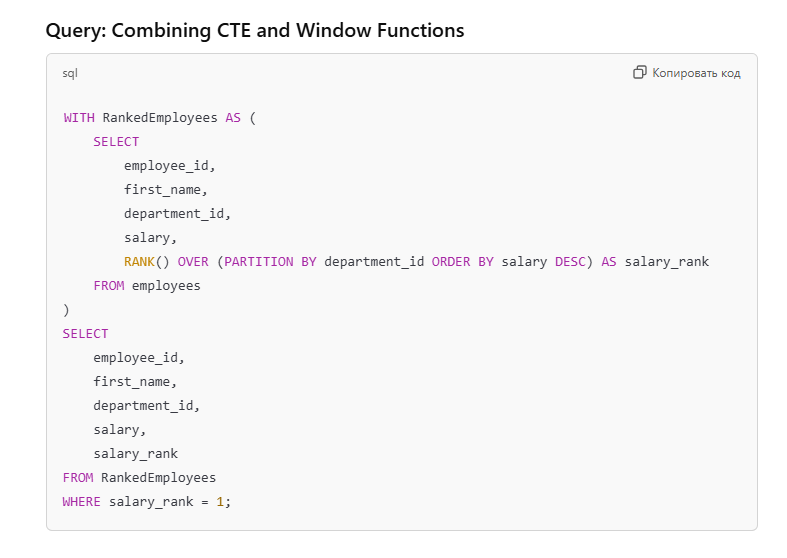 Query: Combining CTE and Window Functions
sql
Копировать код
WITH RankedEmployees AS (
    SELECT
        employee_id,
        first_name,
        department_id,
        salary,
        RANK() OVER (PARTITION BY department_id ORDER BY salary DESC) AS salary_rank
    FROM employees
)
SELECT
    employee_id,
    first_name,
    department_id,
    salary,
    salary_rank
FROM RankedEmployees
WHERE salary_rank = 1;